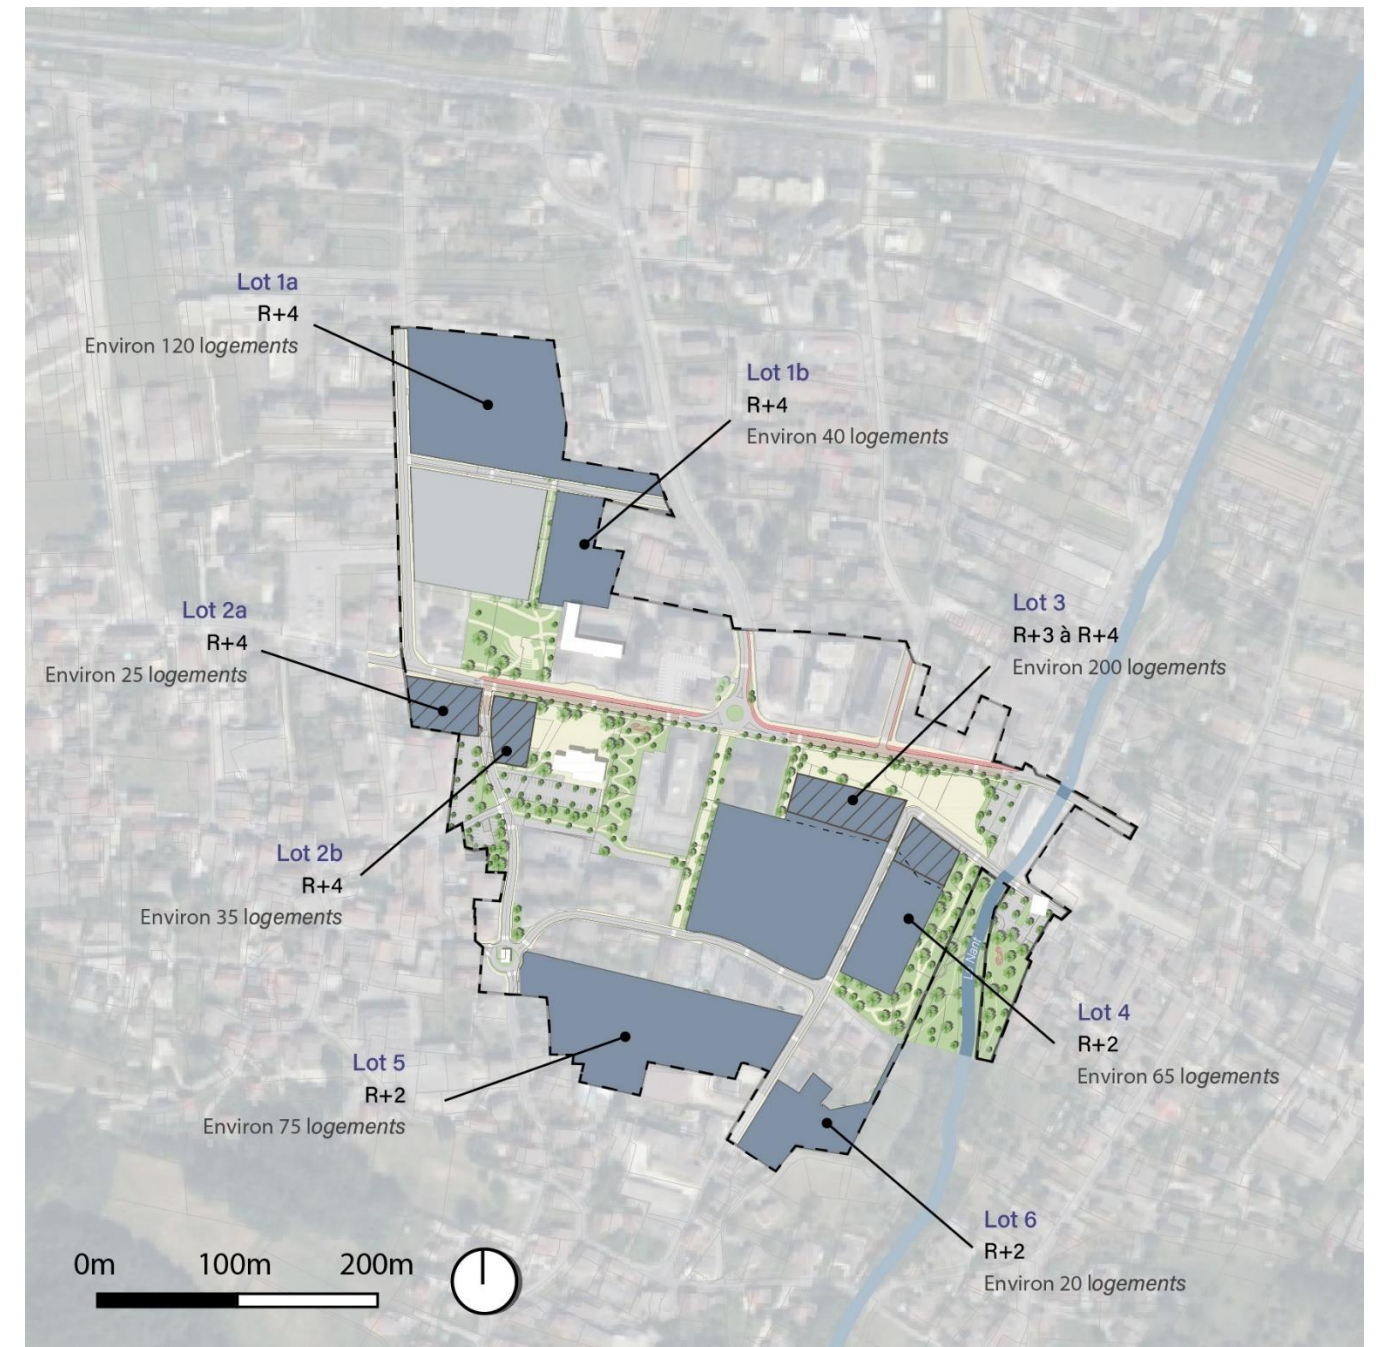 Lot 1a
R+4
Environ 120 logements
Lot 1b
R+4
Environ 40 logements
Lot 2a
R+4
Environ 25 logements
Lot 3
R+3 à R+4
Environ 200 logements
Lot 2b
R+4
Environ 35 logements
Nant
Lot 4
R+2
Environ 65 logements
Lot 5
R+2
Environ 75 logements
Lot 6
R+2
Environ 20 logements
0m 100m 200m